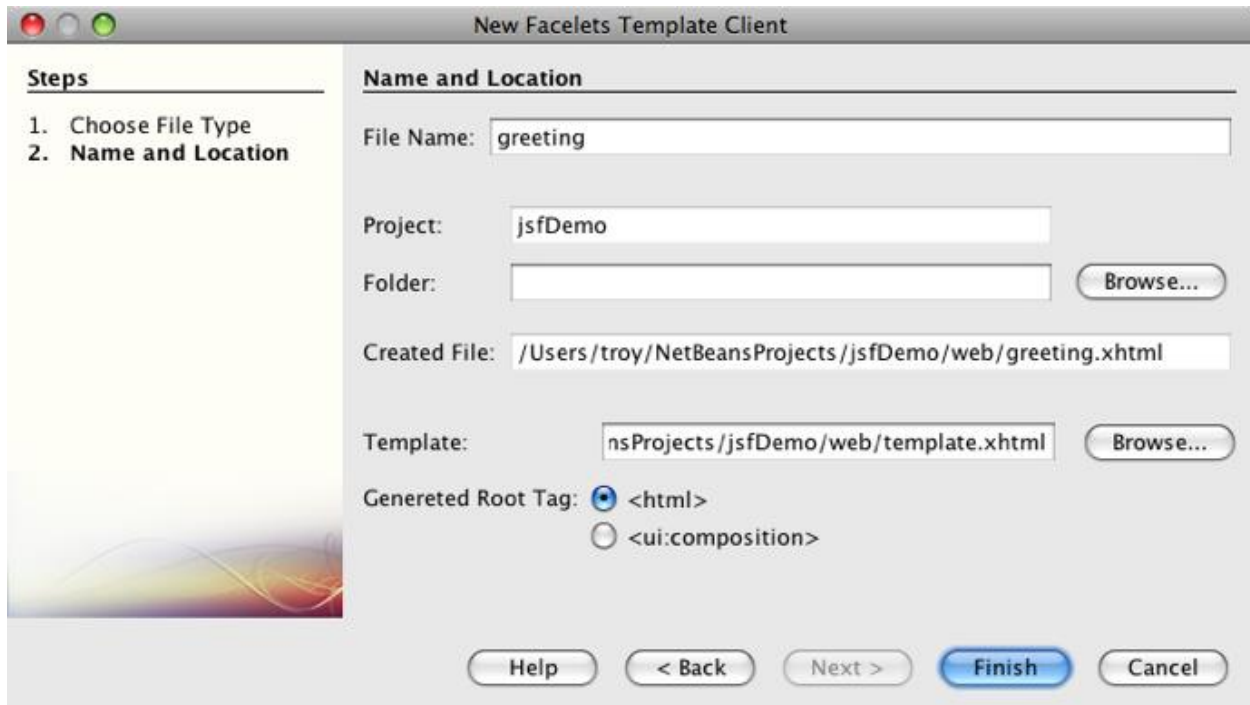 New Facelets Template Client
Steps
1. Choose File Type
2. Name and Location
Name and Location
File Name: greeting
Project: jsfDemo
Folder: Browse...
Created File: /Users/troy/NetBeansProjects/jsfDemo/web/greeting.xhtml
Template: nsProjects/jsfDemo/web/template.xhtml Browse...
Genereted Root Tag: <html>
<ui:composition>
Help < Back Next > Finish Cancel